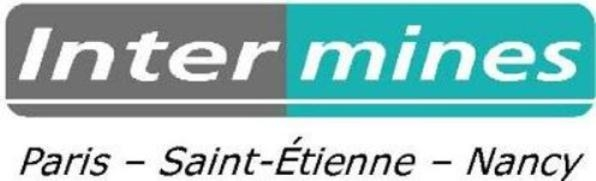 Inter mines
Paris – Saint-Étienne – Nancy